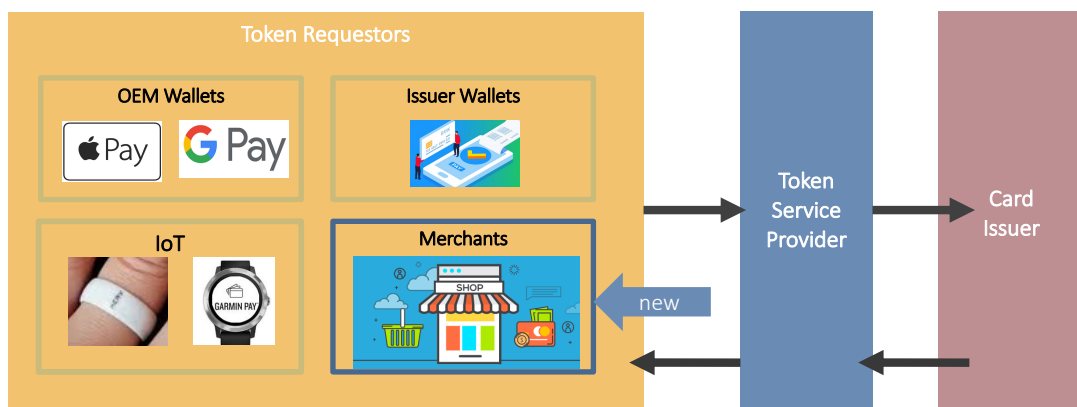 Token Requestors
OEM Wallets
Pay
G Pay
Issuer Wallets
PAY
IoT
GARMIN PAY
Merchants
SHOP
new
Token
Service
Provider
Card
Issuer